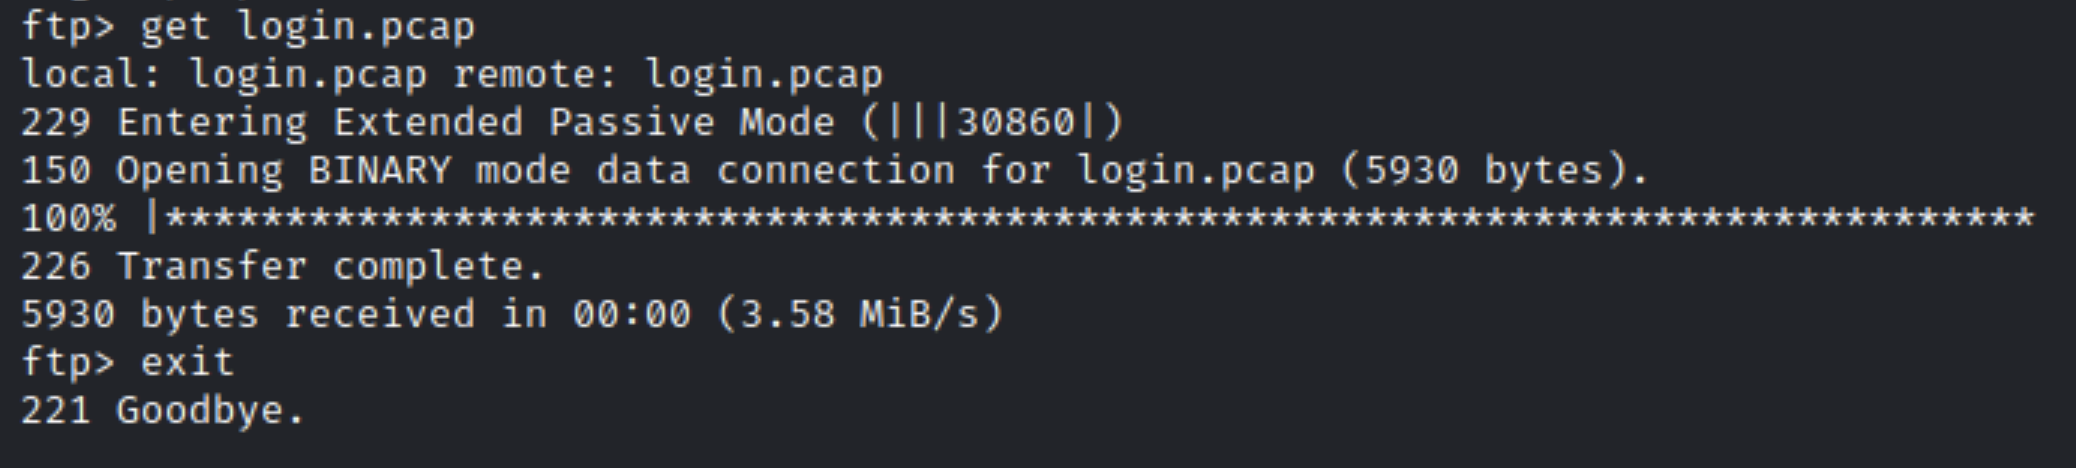 ftp> get login.pcap
local: login.pcap remote: login.pcap
229 Entering Extended Passive Mode (|||30860|)
150 Opening BINARY mode data connection for login.pcap (5930 bytes).
100% |******************************************************************************
226 Transfer complete.
5930 bytes received in 00:00 (3.58 MiB/s)
ftp> exit
221 Goodbye.